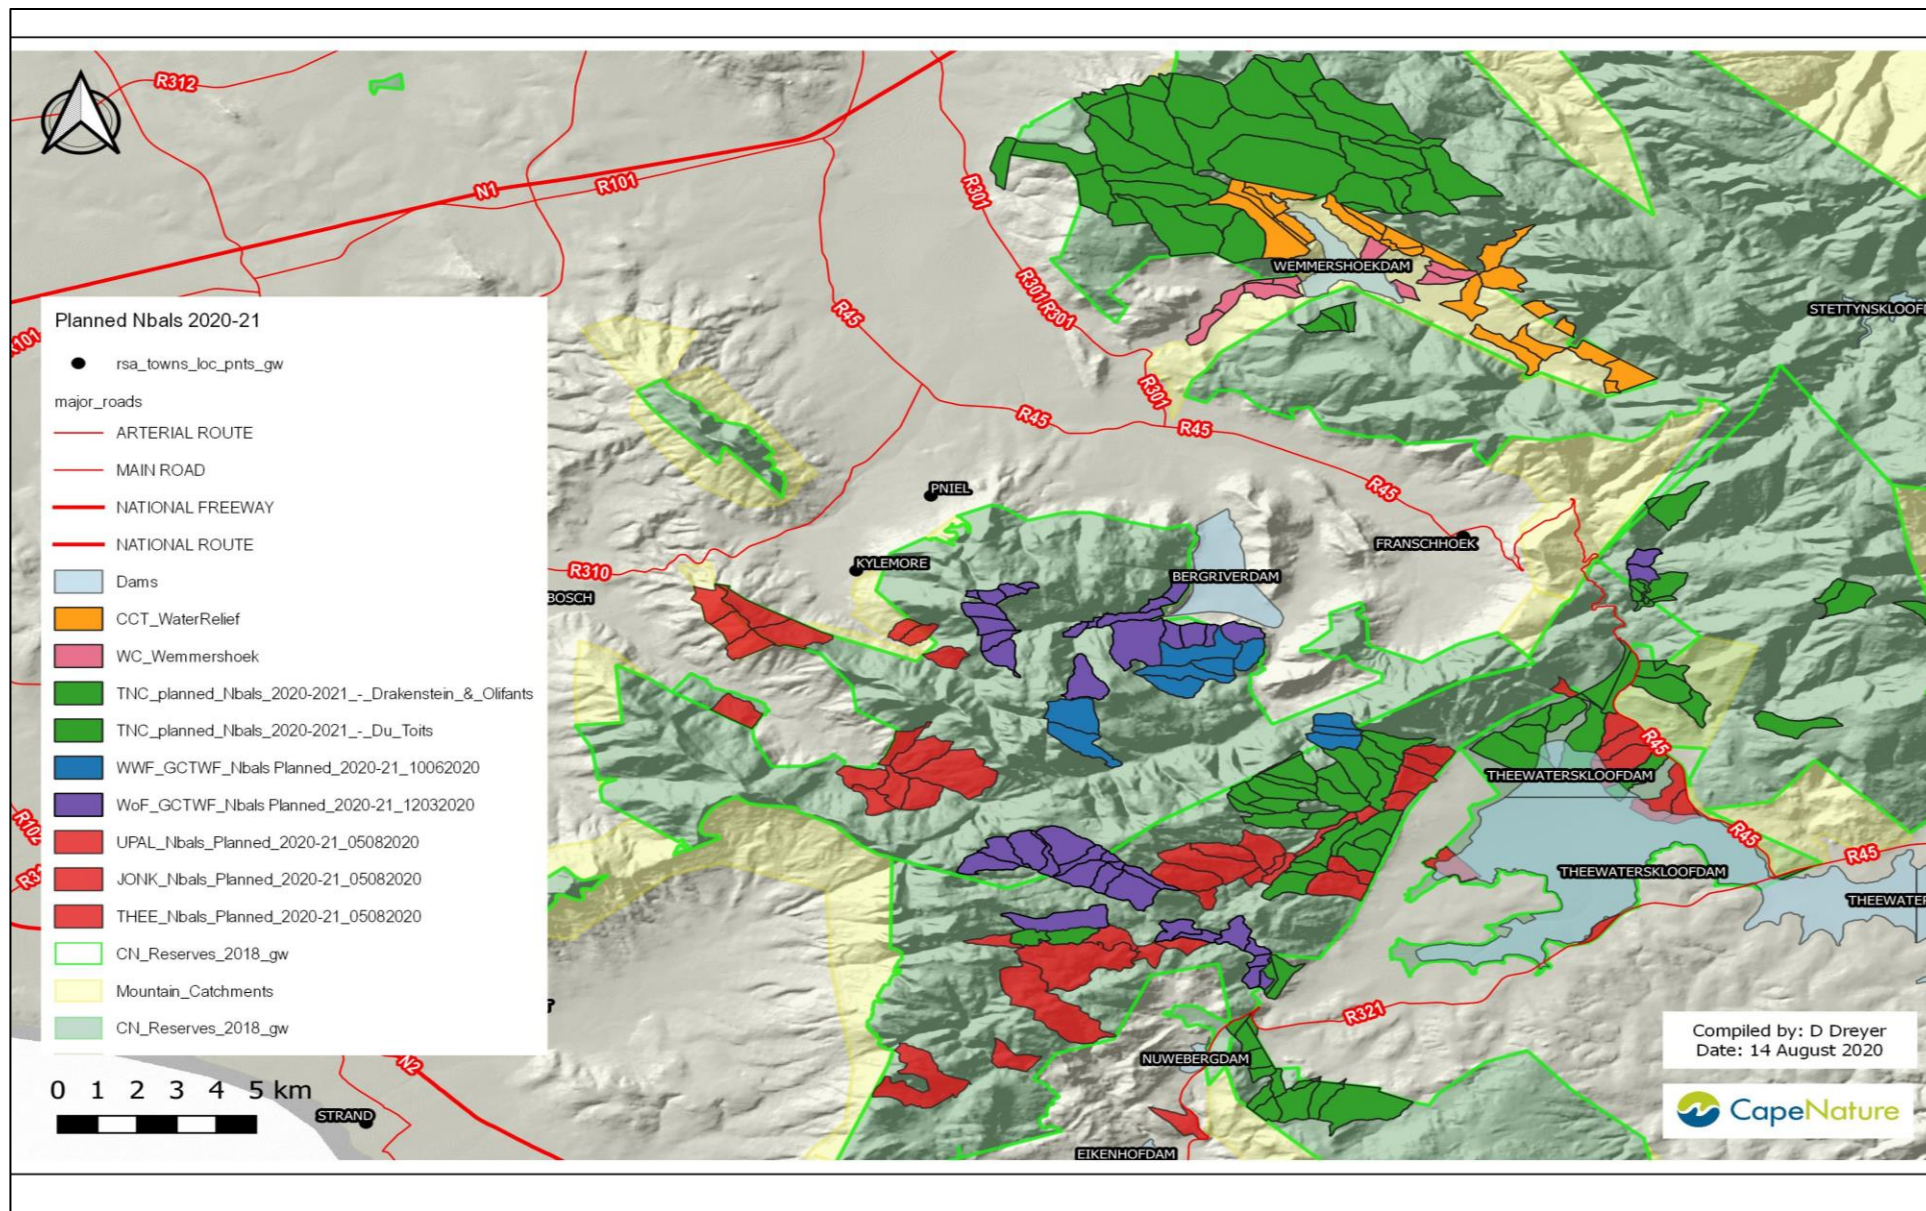 R312
N1
R101
R301
R301
R301
R45
R301
R45
R45
R45
R101
WEMMERSHOEKDAM
Planned Nbals 2020-21
rsa_towns_loc_pnts_gw
major_roads
ARTERIAL ROUTE
MAIN ROAD
NATIONAL FREEWAY
NATIONAL ROUTE
Dams
CCT_WaterRelief
WC_Wemmershoek
TNC_planned_Nbals_2020-2021_-_Drakenstein_&_Olifants
TNC_planned_Nbals_2020-2021_-_Du_Toits
WWF_GCTWF_Nbals Planned_2020-21_10062020
WoF_GCTWF_Nbals Planned_2020-21_12032020
UPAL_Nbals_Planned_2020-21_05082020
JONK_Nbals_Planned_2020-21_05082020
THEE_Nbals_Planned_2020-21_05082020
CN_Reserves_2018_gw
Mountain_Catchments
CN_Reserves_2018_gw
PNIEL
KYLEMORE
R310
BOSCH
BERGRIVERDAM
FRANSCHHOEK
R45
THEEWATERSKLOOFDAM
R45
R45
THEEWATERSKLOOFDAM
THEEWATER
R102
R321
NUWEBERGDAM
N2
0 1 2 3 4 5 km
STRAND
EIKENHOFDAM
Compiled by: D Dreyer
Date: 14 August 2020
CapeNature